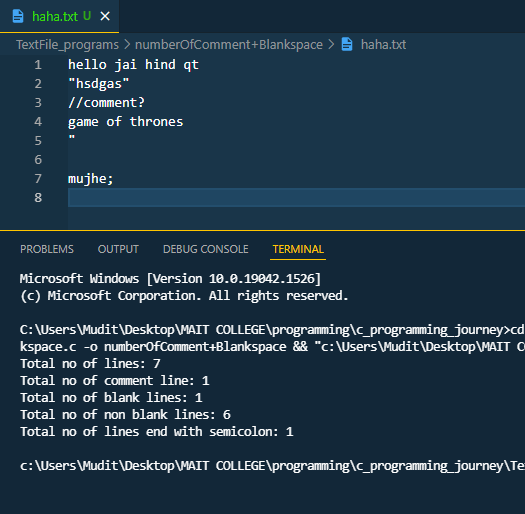 haha.txt U ×
TextFile_programs > numberOfComment+Blankspace > haha.txt
1 hello jai hind qt
2 "hsdgas"
3 //comment?
4 game of thrones
5 "
6
7 mujhe;
8
PROBLEMS OUTPUT DEBUG CONSOLE TERMINAL
Microsoft Windows [Version 10.0.19042.1526]
(c) Microsoft Corporation. All rights reserved.
C:\Users\Mudit\Desktop\MAIT COLLEGE\programming\c_programming_journey>cd
kspace.c -o numberOfComment+Blankspace && "c:\Users\Mudit\Desktop\MAIT CO
Total no of lines: 7
Total no of comment line: 1
Total no of blank lines: 1
Total no of non blank lines: 6
Total no of lines end with semicolon: 1
c:\Users\Mudit\Desktop\MAIT COLLEGE\programming\c_programming_journey\Te